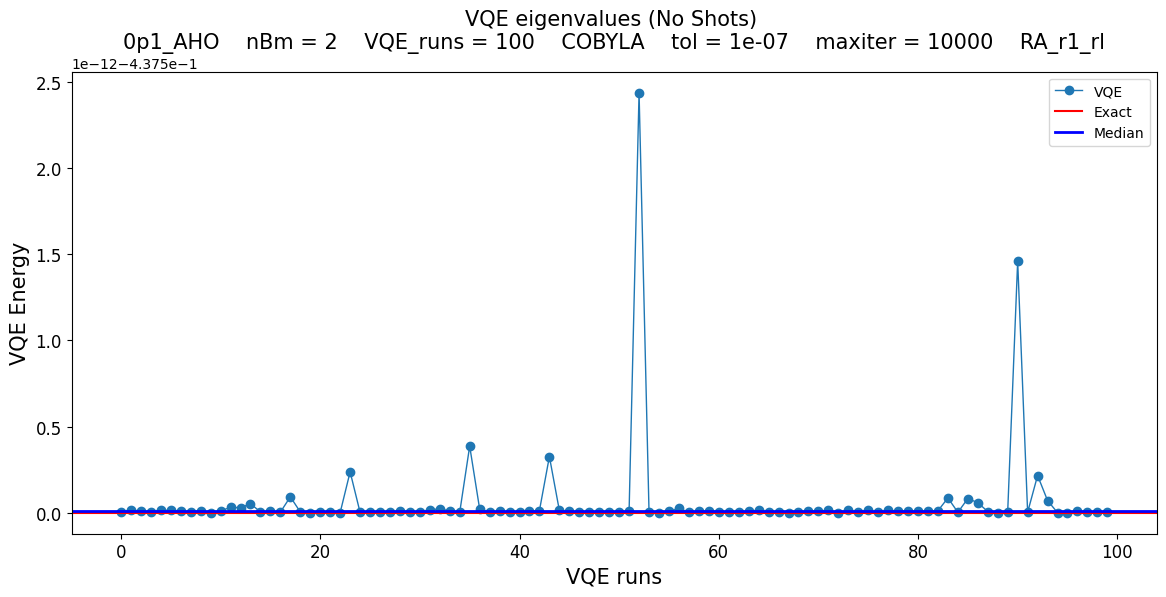 VQE eigenvalues (No Shots)
0p1_AHO nBm = 2 VQE_runs = 100 COBYLA tol = 1e-07 maxiter = 10000 RA_r1_rl
1e−12−4.375e−1
VQE
Exact
Median
2.5
2.0
1.5
1.0
0.5
0.0
VQE Energy
0 20 40 60 80 100
VQE runs